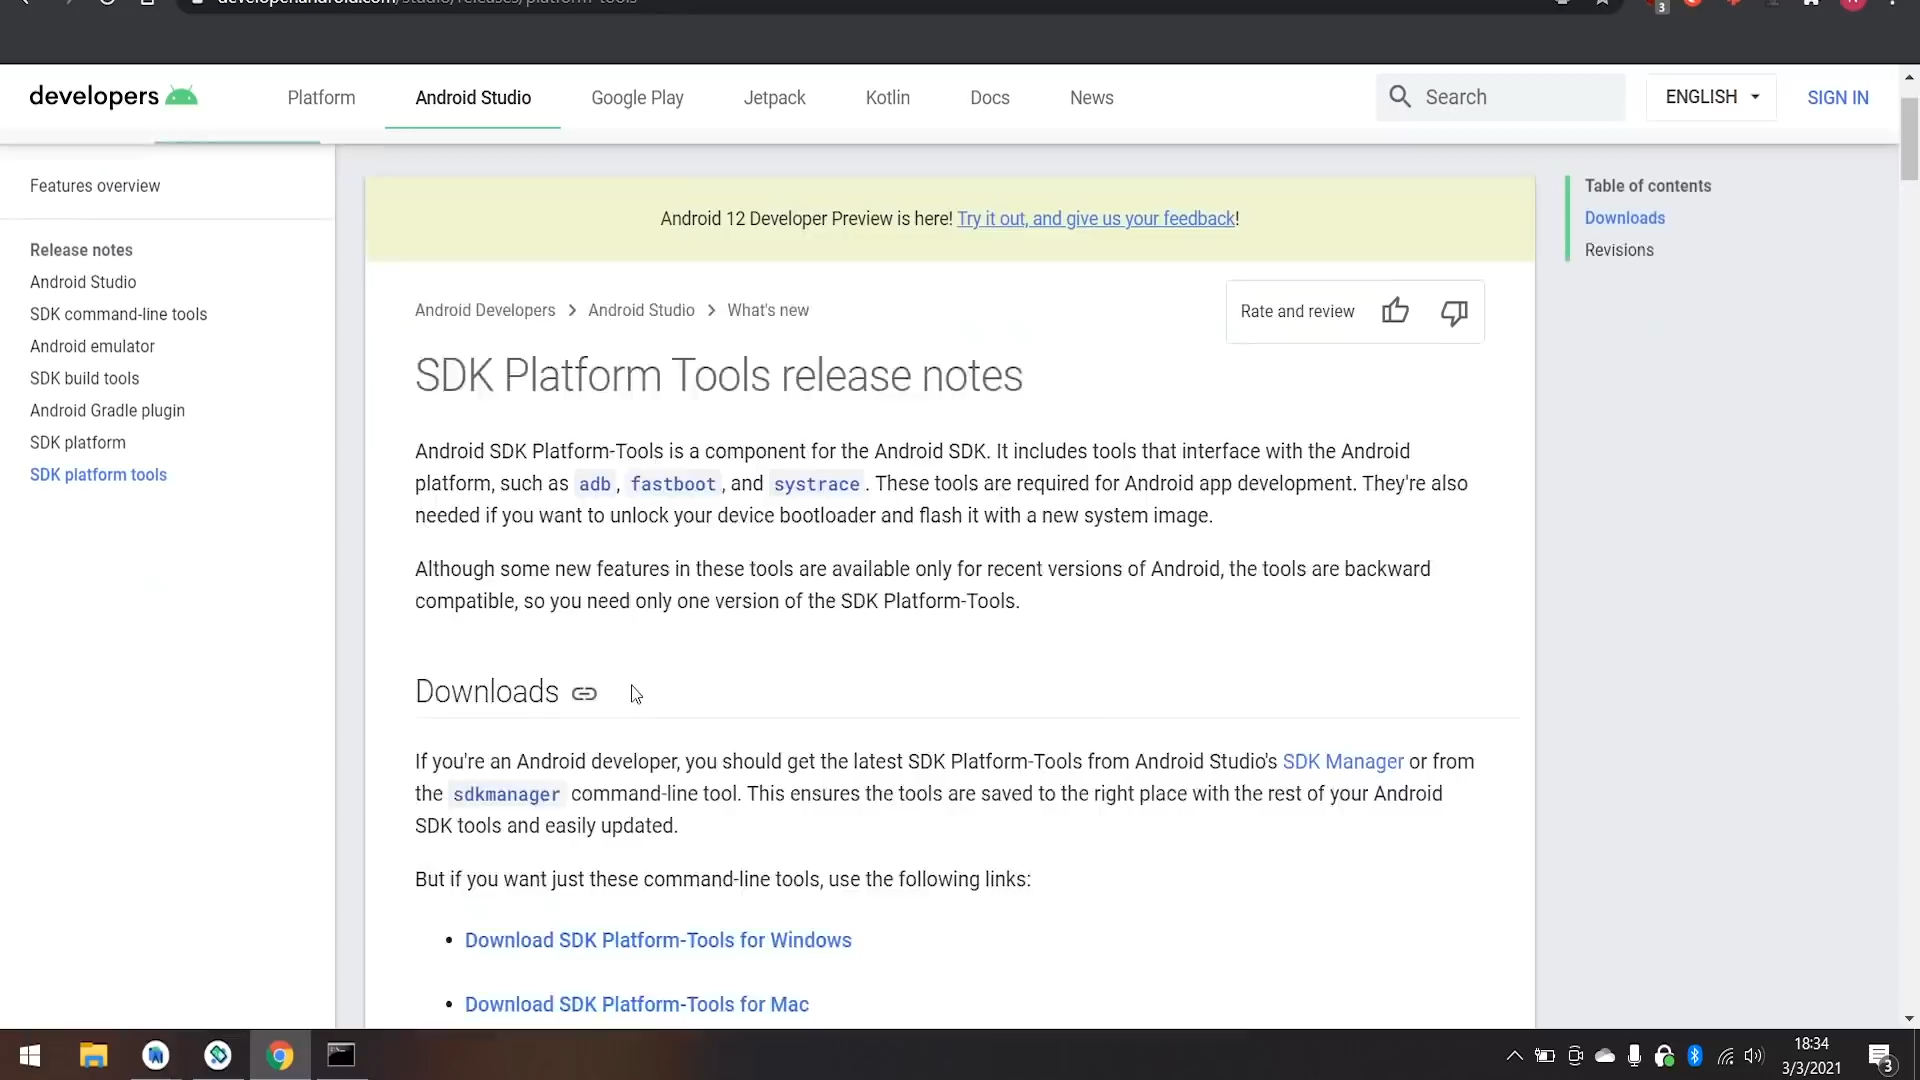 developer.android.com/studio/releases/platform-tools
3
developers
Platform
Android Studio
Google Play
Jetpack
Kotlin
Docs
News
Search
ENGLISH
SIGN IN
Features overview
Release notes
Android Studio
SDK command-line tools
Android emulator
SDK build tools
Android Gradle plugin
SDK platform
SDK platform tools
Android 12 Developer Preview is here! Try it out, and give us your feedback!
Android Developers > Android Studio > What's new
Rate and review
SDK Platform Tools release notes
Android SDK Platform-Tools is a component for the Android SDK. It includes tools that interface with the Android
platform, such as adb, fastboot, and systrace. These tools are required for Android app development. They're also
needed if you want to unlock your device bootloader and flash it with a new system image.
Although some new features in these tools are available only for recent versions of Android, the tools are backward
compatible, so you need only one version of the SDK Platform-Tools.
Downloads
If you're an Android developer, you should get the latest SDK Platform-Tools from Android Studio's SDK Manager or from
the sdkmanager command-line tool. This ensures the tools are saved to the right place with the rest of your Android
SDK tools and easily updated.
But if you want just these command-line tools, use the following links:
• Download SDK Platform-Tools for Windows
• Download SDK Platform-Tools for Mac
Table of contents
Downloads
Revisions
18:34
3/3/2021
3